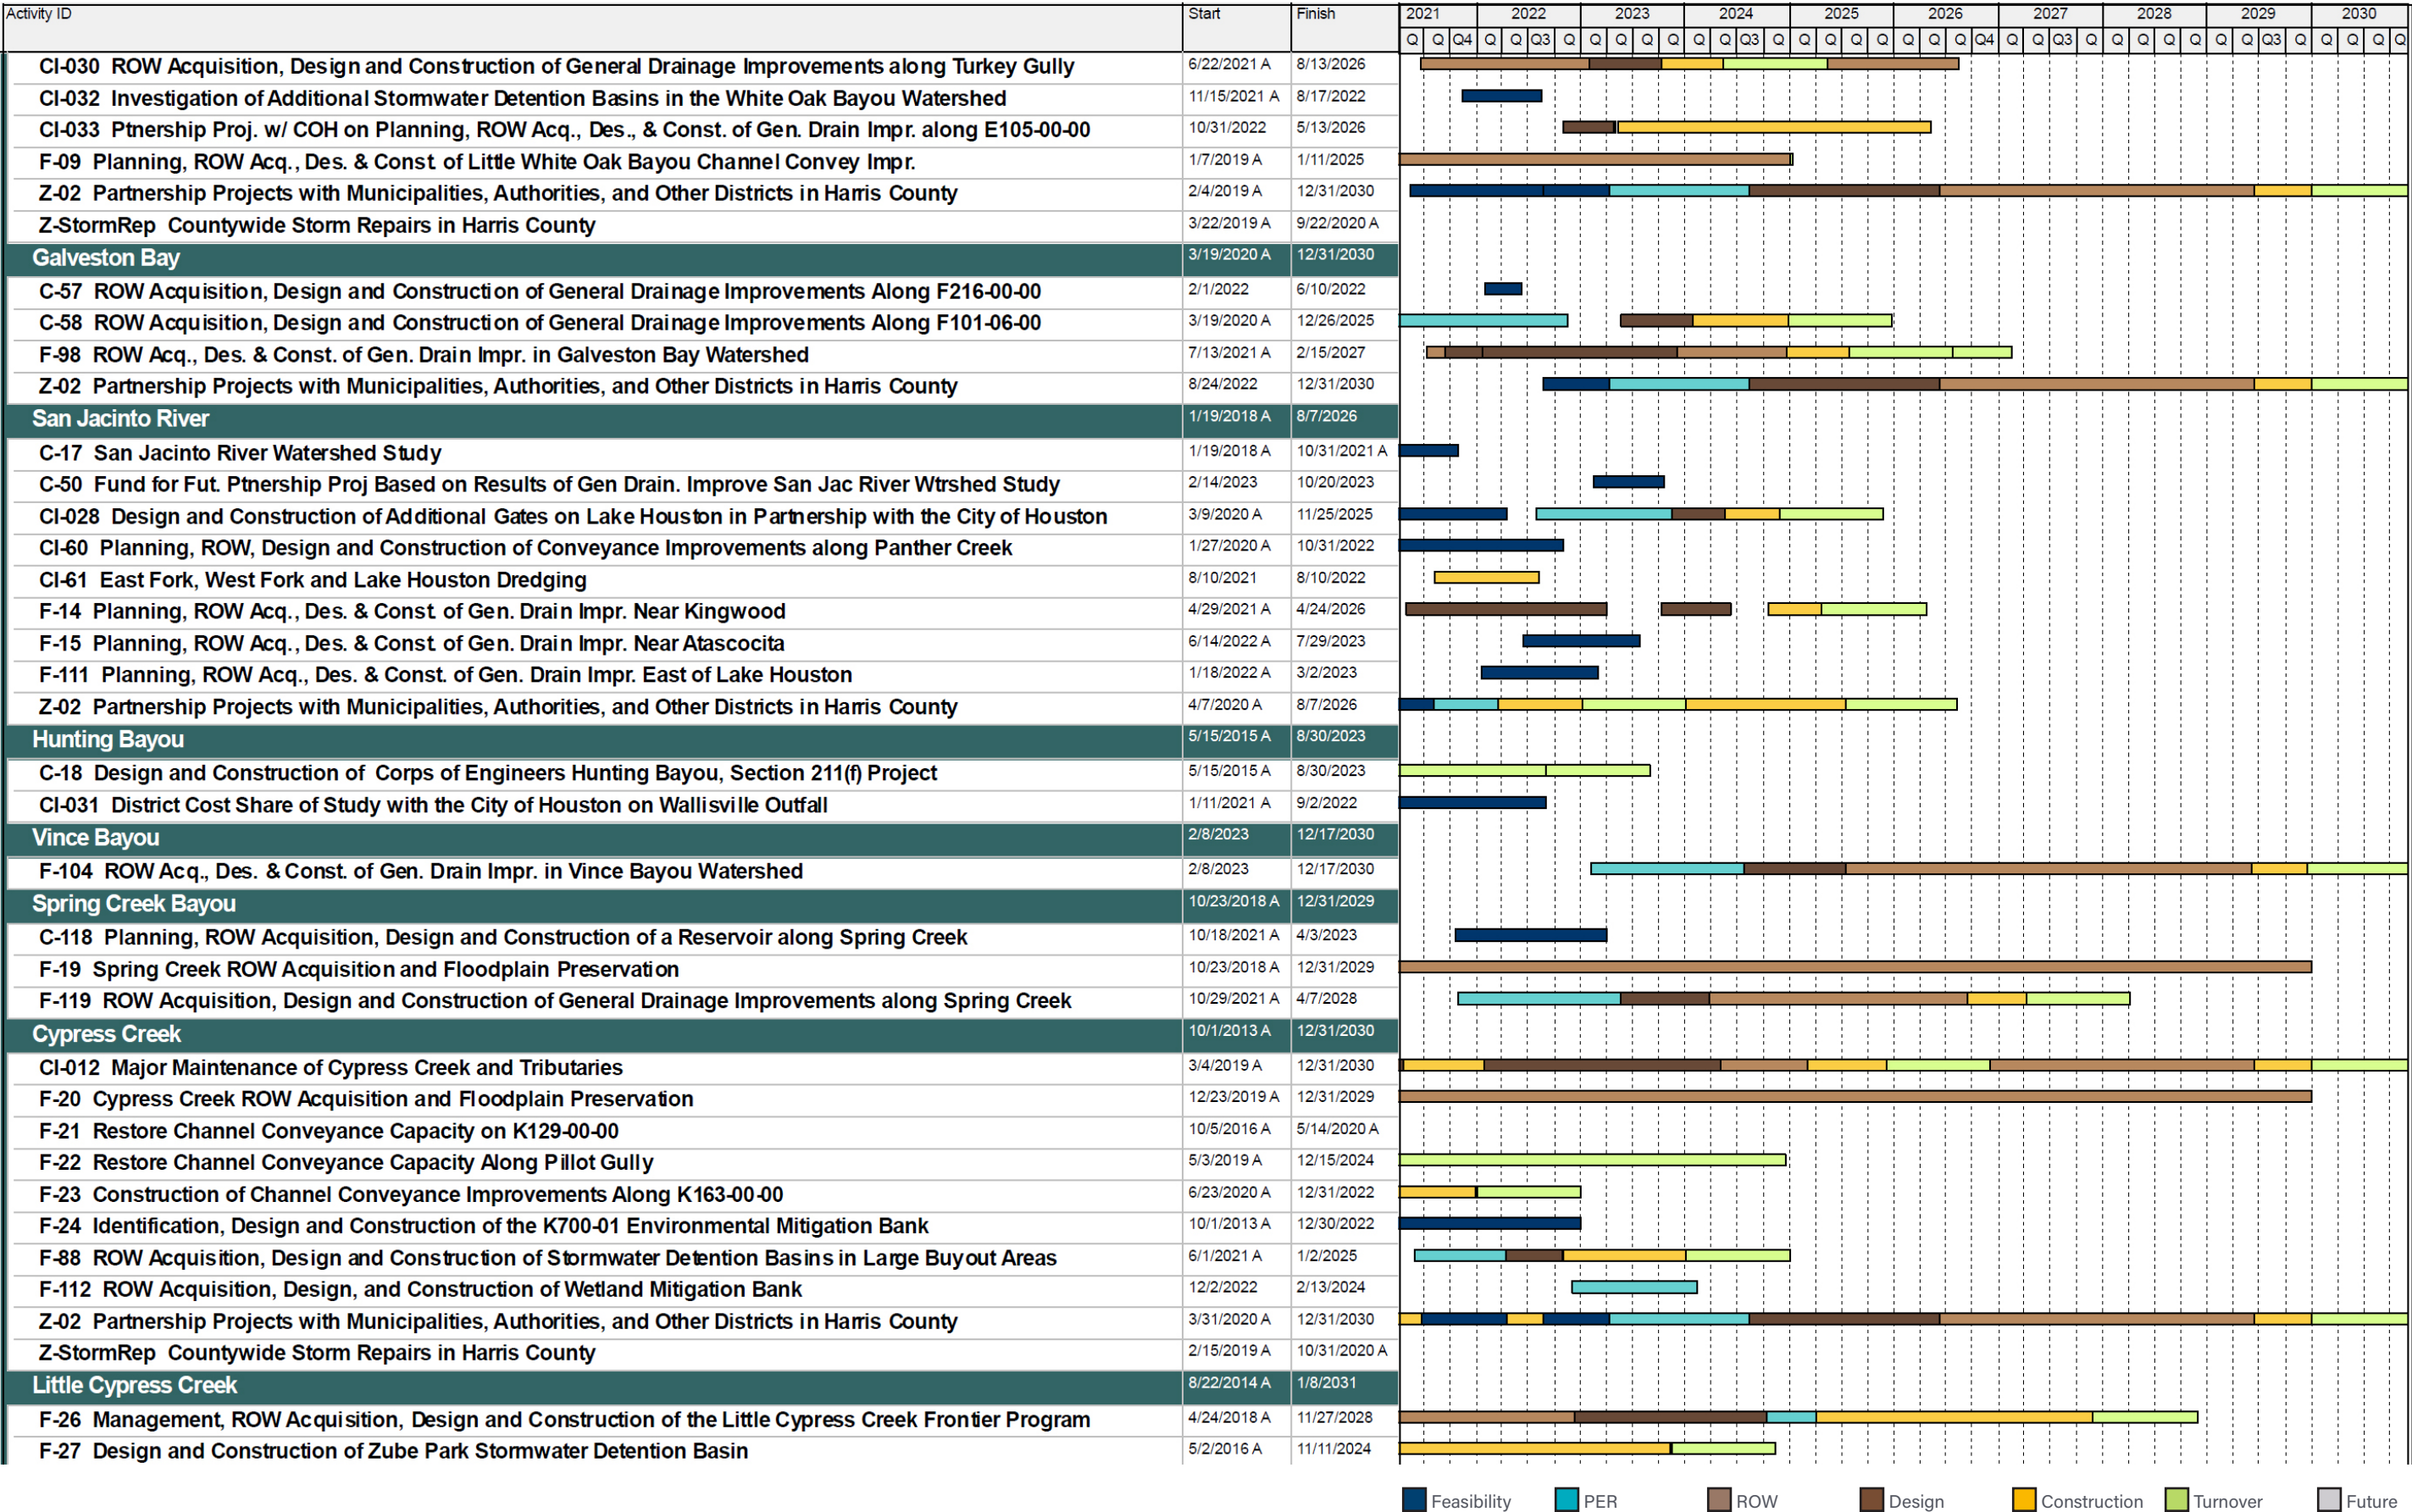 Activity ID Start Finish 2021 2022 2023 2024 2025 2026 2027 2028 2029 2030
Q Q Q4 Q Q Q3 Q Q Q Q Q Q Q Q3 Q Q Q Q Q Q Q Q Q4 Q Q Q3 Q Q Q Q Q Q Q Q3 Q Q Q Q Q
CI-030 ROW Acquisition, Design and Construction of General Drainage Improvements along Turkey Gully 6/22/2021 A 8/13/2026
CI-032 Investigation of Additional Stormwater Detention Basins in the White Oak Bayou Watershed 11/15/2021 A 8/17/2022
CI-033 Ptnership Proj. w/ COH on Planning, ROW Acq., Des., & Const. of Gen. Drain Impr. along E105-00-00 10/31/2022 5/13/2026
F-09 Planning, ROW Acq., Des. & Const. of Little White Oak Bayou Channel Convey Impr. 1/7/2019 A 1/11/2025
Z-02 Partnership Projects with Municipalities, Authorities, and Other Districts in Harris County 2/4/2019 A 12/31/2030
Z-StormRep Countywide Storm Repairs in Harris County 3/22/2019 A 9/22/2020 A
Galveston Bay 3/19/2020 A 12/31/2030
C-57 ROW Acquisition, Design and Construction of General Drainage Improvements Along F216-00-00 2/1/2022 6/10/2022
C-58 ROW Acquisition, Design and Construction of General Drainage Improvements Along F101-06-00 3/19/2020 A 12/26/2025
F-98 ROW Acq., Des. & Const. of Gen. Drain Impr. in Galveston Bay Watershed 7/13/2021 A 2/15/2027
Z-02 Partnership Projects with Municipalities, Authorities, and Other Districts in Harris County 8/24/2022 12/31/2030
San Jacinto River 1/19/2018 A 8/7/2026
C-17 San Jacinto River Watershed Study 1/19/2018 A 10/31/2021 A
C-50 Fund for Fut. Ptnership Proj Based on Results of Gen Drain. Improve San Jac River Wtrshed Study 2/14/2023 10/20/2023
CI-028 Design and Construction of Additional Gates on Lake Houston in Partnership with the City of Houston 3/9/2020 A 11/25/2025
CI-60 Planning, ROW, Design and Construction of Conveyance Improvements along Panther Creek 1/27/2020 A 10/31/2022
CI-61 East Fork, West Fork and Lake Houston Dredging 8/10/2021 8/10/2022
F-14 Planning, ROW Acq., Des. & Const. of Gen. Drain Impr. Near Kingwood 4/29/2021 A 4/24/2026
F-15 Planning, ROW Acq., Des. & Const. of Gen. Drain Impr. Near Atascocita 6/14/2022 A 7/29/2023
F-111 Planning, ROW Acq., Des. & Const. of Gen. Drain Impr. East of Lake Houston 1/18/2022 A 3/2/2023
Z-02 Partnership Projects with Municipalities, Authorities, and Other Districts in Harris County 4/7/2020 A 8/7/2026
Hunting Bayou 5/15/2015 A 8/30/2023
C-18 Design and Construction of Corps of Engineers Hunting Bayou, Section 211(f) Project 5/15/2015 A 8/30/2023
CI-031 District Cost Share of Study with the City of Houston on Wallisville Outfall 1/11/2021 A 9/2/2022
Vince Bayou 2/8/2023 12/17/2030
F-104 ROW Acq., Des. & Const. of Gen. Drain Impr. in Vince Bayou Watershed 2/8/2023 12/17/2030
Spring Creek Bayou 10/23/2018 A 12/31/2029
C-118 Planning, ROW Acquisition, Design and Construction of a Reservoir along Spring Creek 10/18/2021 A 4/3/2023
F-19 Spring Creek ROW Acquisition and Floodplain Preservation 10/23/2018 A 12/31/2029
F-119 ROW Acquisition, Design and Construction of General Drainage Improvements along Spring Creek 10/29/2021 A 4/7/2028
Cypress Creek 10/1/2013 A 12/31/2030
CI-012 Major Maintenance of Cypress Creek and Tributaries 3/4/2019 A 12/31/2030
F-20 Cypress Creek ROW Acquisition and Floodplain Preservation 12/23/2019 A 12/31/2029
F-21 Restore Channel Conveyance Capacity on K129-00-00 10/5/2016 A 5/14/2020 A
F-22 Restore Channel Conveyance Capacity Along Pillot Gully 5/3/2019 A 12/15/2024
F-23 Construction of Channel Conveyance Improvements Along K163-00-00 6/23/2020 A 12/31/2022
F-24 Identification, Design and Construction of the K700-01 Environmental Mitigation Bank 10/1/2013 A 12/30/2022
F-88 ROW Acquisition, Design and Construction of Stormwater Detention Basins in Large Buyout Areas 6/1/2021 A 1/2/2025
F-112 ROW Acquisition, Design, and Construction of Wetland Mitigation Bank 12/2/2022 2/13/2024
Z-02 Partnership Projects with Municipalities, Authorities, and Other Districts in Harris County 3/31/2020 A 12/31/2030
Z-StormRep Countywide Storm Repairs in Harris County 2/15/2019 A 10/31/2020 A
Little Cypress Creek 8/22/2014 A 1/8/2031
F-26 Management, ROW Acquisition, Design and Construction of the Little Cypress Creek Frontier Program 4/24/2018 A 11/27/2028
F-27 Design and Construction of Zube Park Stormwater Detention Basin 5/2/2016 A 11/11/2024
Feasibility PER ROW Design Construction Turnover Future